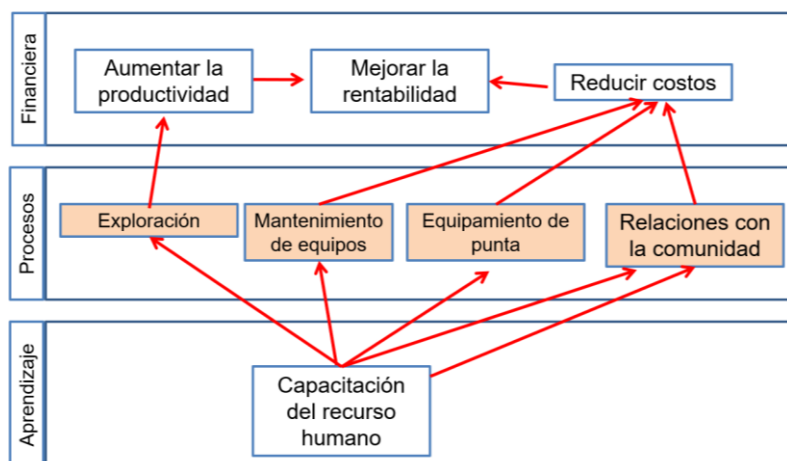 Financiera
Aumentar la
productividad
Mejorar la
rentabilidad
Reducir costos
Procesos
Exploración
Mantenimiento
de equipos
Equipamiento de
punta
Relaciones con
la comunidad
Aprendizaje
Capacitación
del recurso
humano